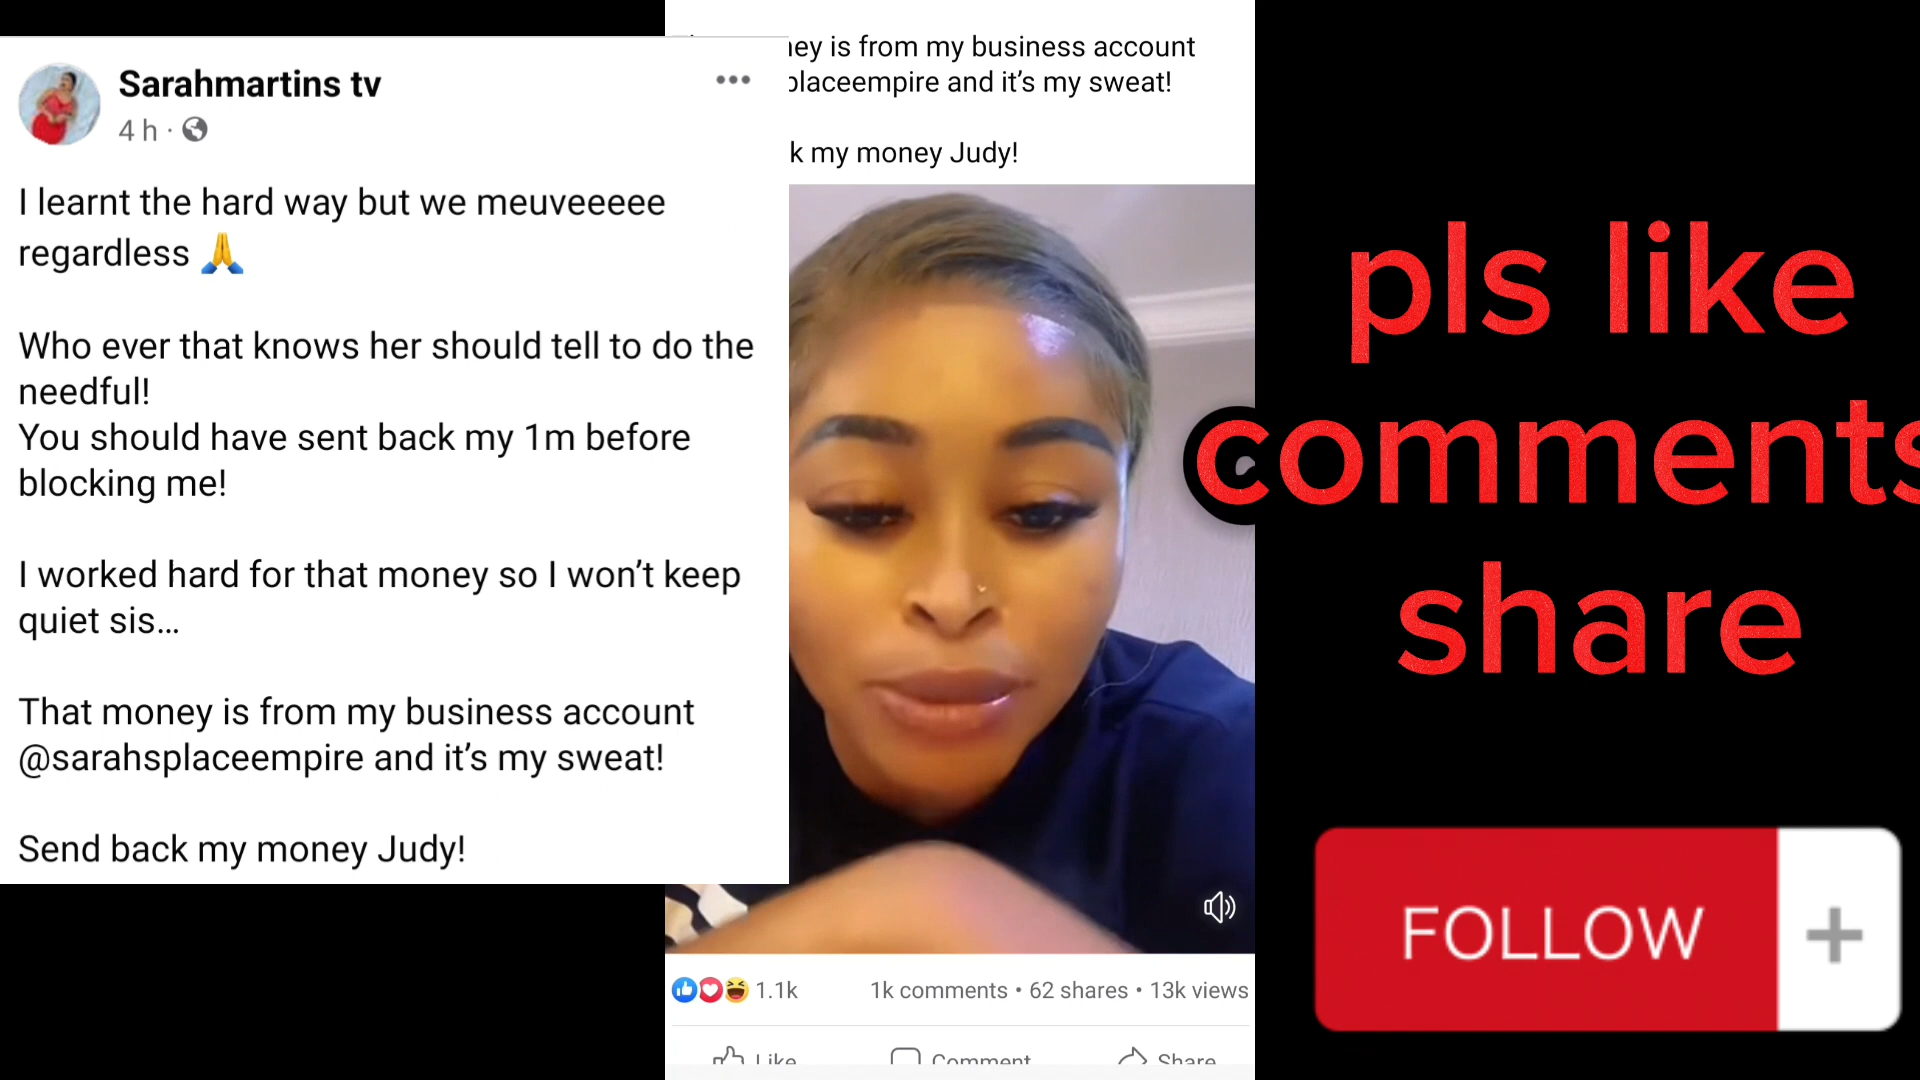 Sarahmartins tv
4 h ·
I learnt the hard way but we meuveeeee
regardless 🙏
Who ever that knows her should tell to do the
needful!
You should have sent back my 1m before
blocking me!
I worked hard for that money so I won’t keep
quiet sis...
That money is from my business account
@sarahsplaceempire and it’s my sweat!
Send back my money Judy!
is from my business account
and it’s my sweat!
my money Judy!
1.1k
1k comments • 62 shares • 13k views
Like
Comment
Share
pls like
comments
share
FOLLOW +